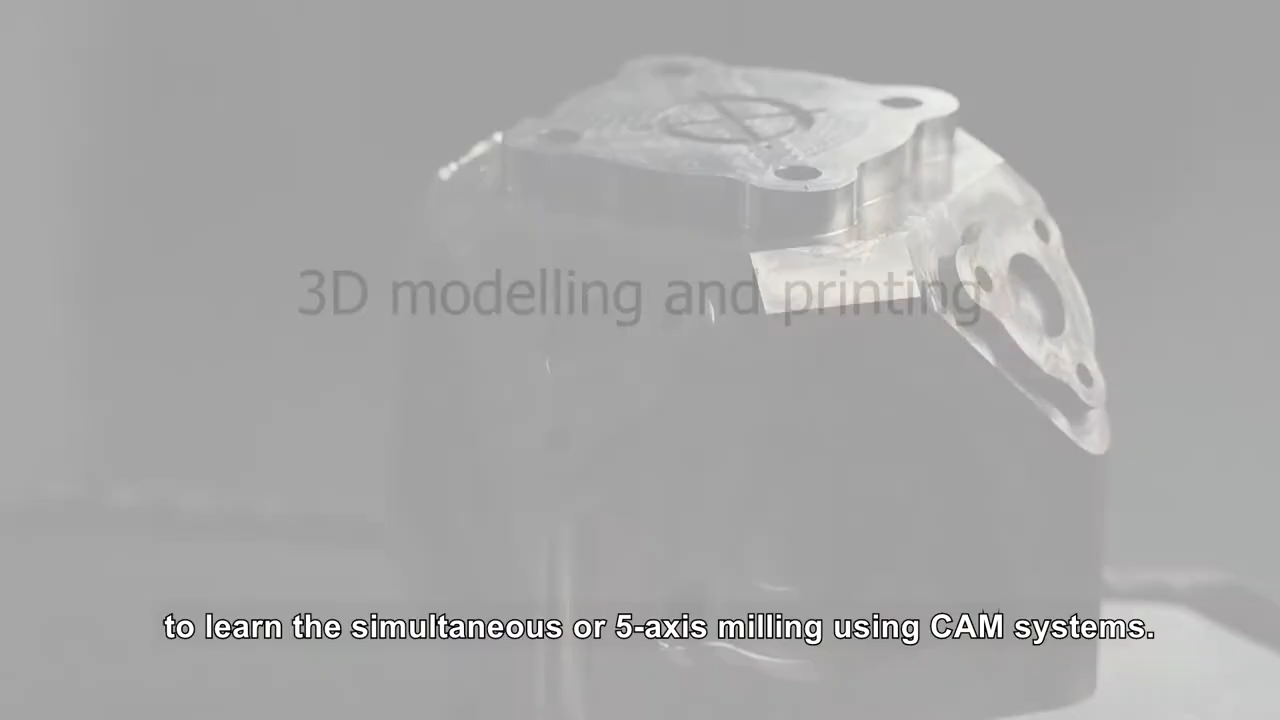 3D modelling and printing
to learn the simultaneous or 5-axis milling using CAM systems.